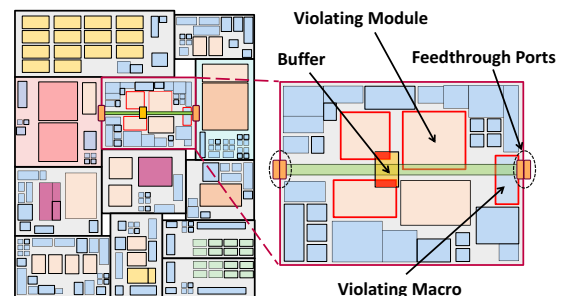 Violating Module
Buffer
Feedthrough Ports
Violating Macro